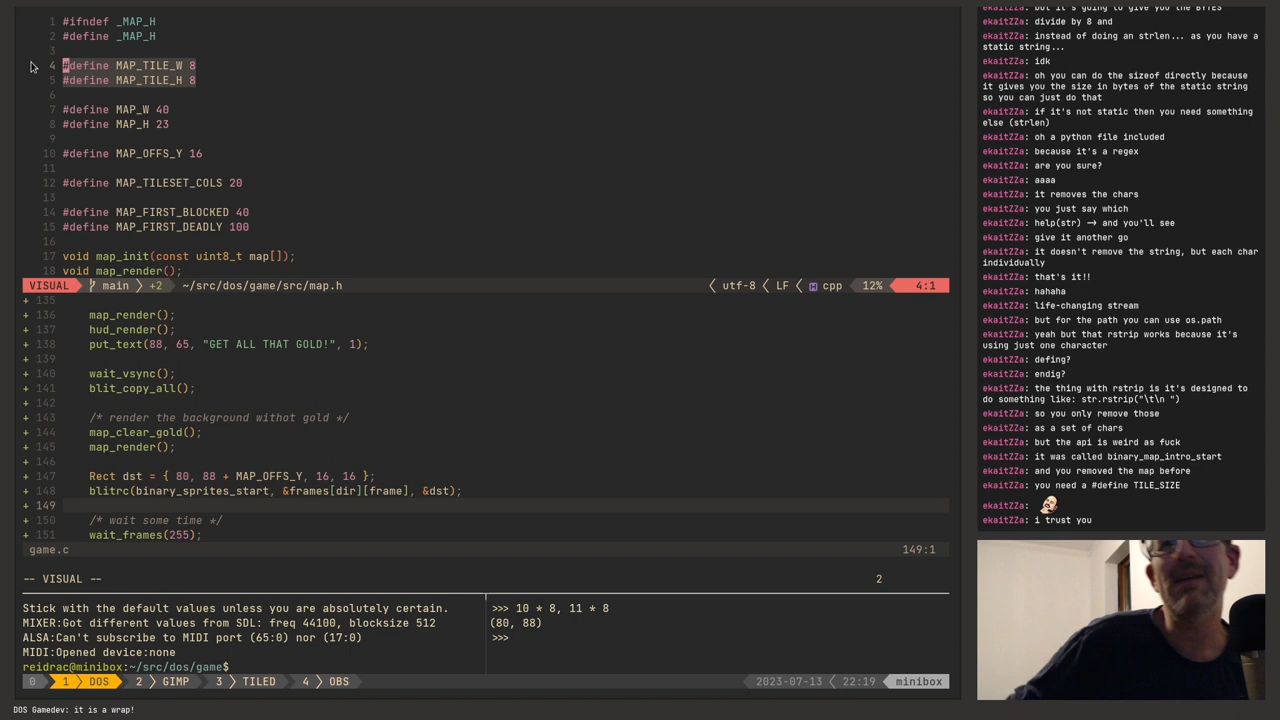 1 #ifndef _MAP_H
2 #define _MAP_H
3
4 #define MAP_TILE_W 8
5 #define MAP_TILE_H 8
6
7 #define MAP_W 40
8 #define MAP_H 23
9
10 #define MAP_OFFS_Y 16
11
12 #define MAP_TILESET_COLS 20
13
14 #define MAP_FIRST_BLOCKED 40
15 #define MAP_FIRST_DEADLY 100
16
17 void map_init(const uint8_t map[]);
18 void map_render();
VISUAL main +2 ~/src/dos/game/src/map.h utf-8 LF cpp 12% 4:1
+ 135
+ 136 map_render();
+ 137 hud_render();
+ 138 put_text(88, 65, "GET ALL THAT GOLD!", 1);
+ 139
+ 140 wait_vsync();
+ 141 blit_copy_all();
+ 142
+ 143 /* render the background withot gold */
+ 144 map_clear_gold();
+ 145 map_render();
+ 146
+ 147 Rect dst = { 80, 88 + MAP_OFFS_Y, 16, 16 };
+ 148 blitrc(binary_sprites_start, &frames[dir][frame], &dst);
+ 149
+ 150 /* wait some time */
+ 151 wait_frames(255);
game.c 149:1
-- VISUAL -- 2
Stick with the default values unless you are absolutely certain.
MIXER:Got different values from SDL: freq 44100, blocksize 512
ALSA:Can't subscribe to MIDI port (65:0) nor (17:0)
MIDI:Opened device:none
reidrac@minibox:~/src/dos/game$
>>> 10 * 8, 11 * 8
(80, 88)
>>>
0 1 DOS 2 GIMP 3 TILED 4 OBS 2023-07-13 22:19 minibox
DOS Gamedev: it is a wrap!
ekaitZZa: but it's going to give you the BYTES
ekaitZZa: divide by 8 and
ekaitZZa: instead of doing an strlen... as you have a
static string...
ekaitZZa: idk
ekaitZZa: oh you can do the sizeof directly because
it gives you the size in bytes of the static string
so you can just do that
ekaitZZa: if it's not static then you need something
else (strlen)
ekaitZZa: oh a python file included
ekaitZZa: because it's a regex
ekaitZZa: are you sure?
ekaitZZa: aaaa
ekaitZZa: it removes the chars
ekaitZZa: you just say which
ekaitZZa: help(str) → and you'll see
ekaitZZa: give it another go
ekaitZZa: it doesn't remove the string, but each char
individually
ekaitZZa: that's it!!
ekaitZZa: hahaha
ekaitZZa: life-changing stream
ekaitZZa: but for the path you can use os.path
ekaitZZa: yeah but that rstrip works because it's
using just one character
ekaitZZa: defing?
ekaitZZa: endig?
ekaitZZa: the thing with rstrip is it's designed to
do something like: str.rstrip("\t\n ")
ekaitZZa: so you only remove those
ekaitZZa: as a set of chars
ekaitZZa: but the api is weird as fuck
ekaitZZa: it was called binary_map_intro_start
ekaitZZa: and you removed the map before
ekaitZZa: you need a #define TILE_SIZE
ekaitZZa:
ekaitZZa: i trust you